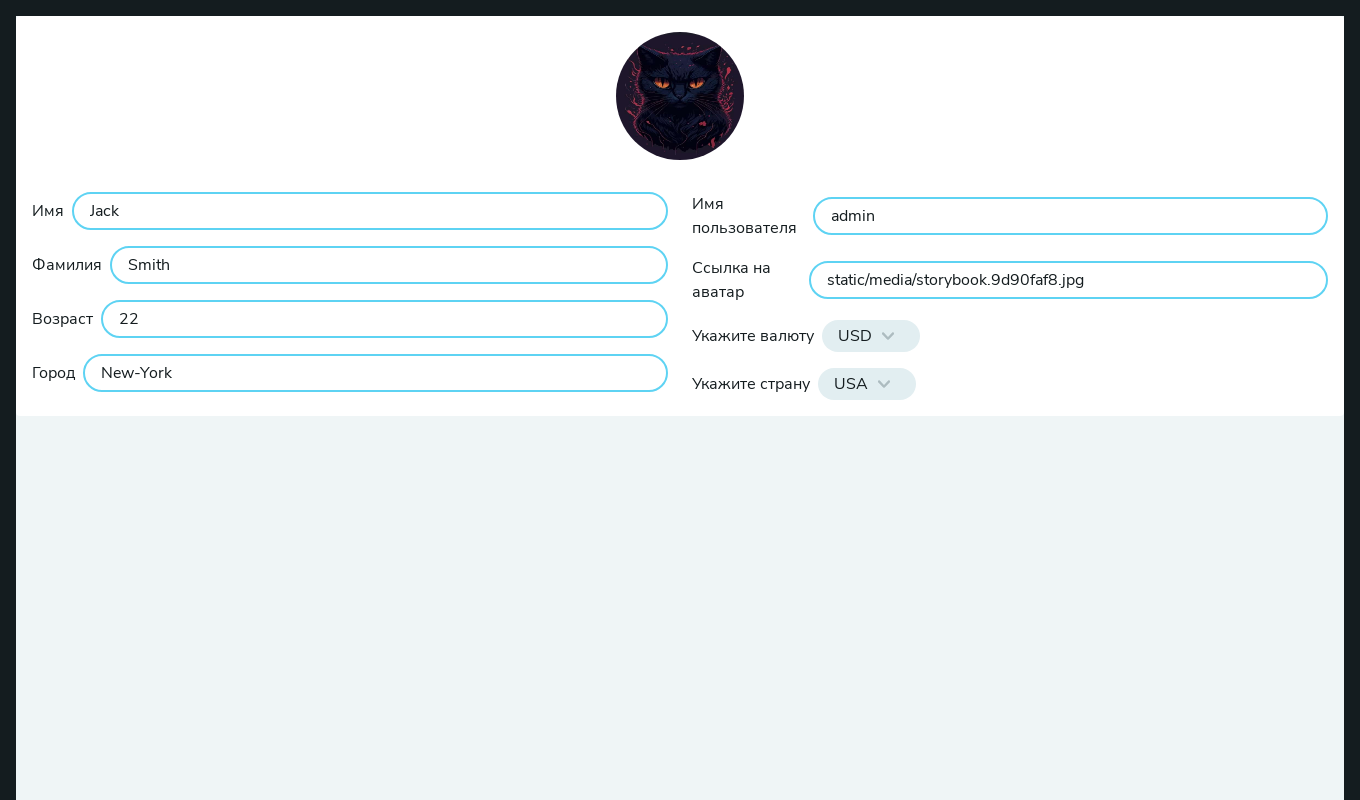 Имя Jack
Фамилия Smith
Возраст 22
Город New-York
Имя
пользователя admin
Ссылка на
аватар static/media/storybook.9d90faf8.jpg
Укажите валюту USD
Укажите страну USA